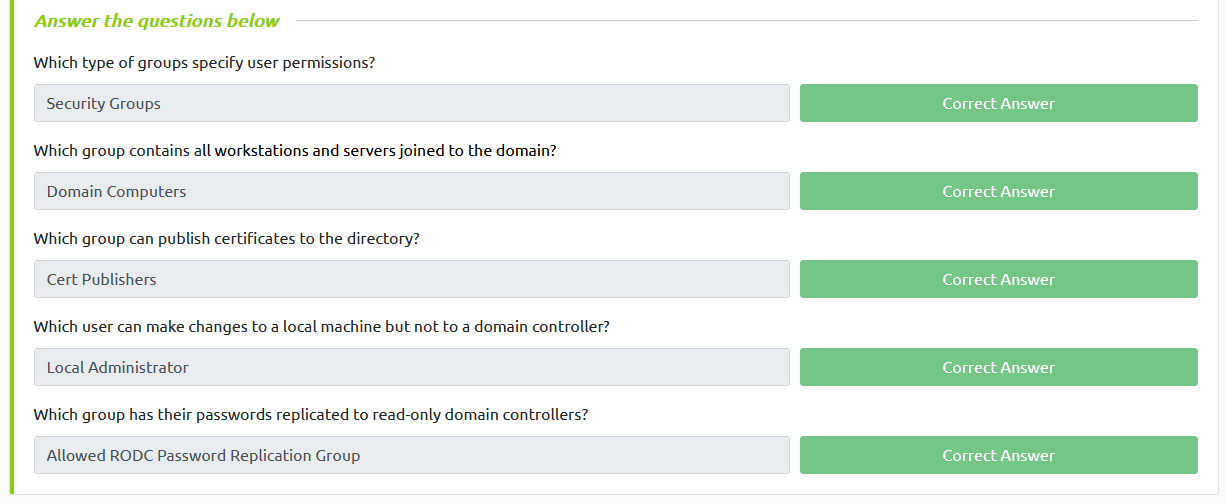 Answer the questions below
Which type of groups specify user permissions?
Security Groups
Correct Answer
Which group contains all workstations and servers joined to the domain?
Domain Computers
Correct Answer
Which group can publish certificates to the directory?
Cert Publishers
Correct Answer
Which user can make changes to a local machine but not to a domain controller?
Local Administrator
Correct Answer
Which group has their passwords replicated to read-only domain controllers?
Allowed RODC Password Replication Group
Correct Answer